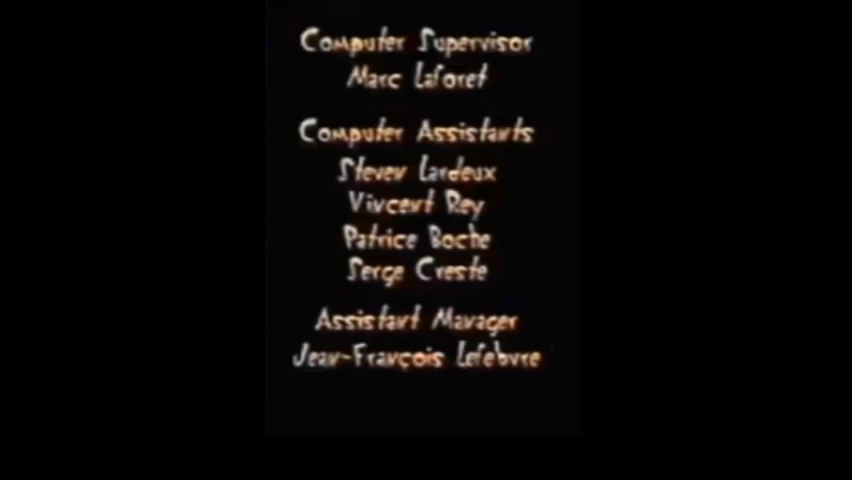 Computer Supervisor
Marc Laforet
Computer Assistants
Steven Lardeux
Vincent Rey
Patrice Boche
Serge Creste
Assistant Manager
Jean-François Lefebvre